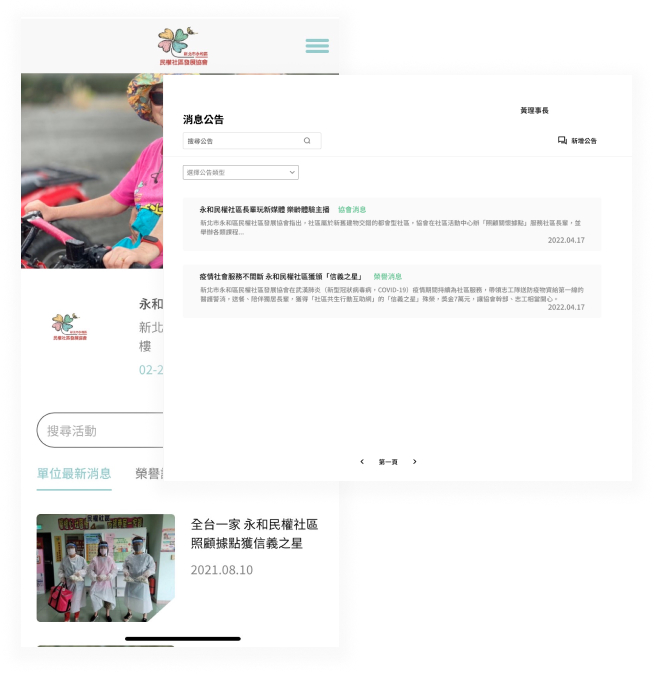 新北市永和區
民權社區發展協會
消息公告
黃理事長
搜尋公告
新增公告
選擇公告類型
永和民權社區長輩玩新媒體 樂齡體驗主播 協會消息
新北市永和區民權社區發展協會指出，社區屬於新舊建物交錯的都會型社區，協會在社區活動中心辦「照顧關懷據點」服務社區長輩，並
舉辦各類課程...
2022.04.17
疫情社會服務不間斷 永和民權社區獲頒「信義之星」 榮譽消息
新北市永和區民權社區發展協會在武漢肺炎（新型冠狀病毒病，COVID-19）疫情期間持續為社區服務，帶領志工隊送防疫物資給第一線的
醫護警消，送餐、陪伴獨居長輩，獲得「社區共生行動互助網」的「信義之星」殊榮，獎金7萬元，讓協會幹部、志工相當開心。
2022.04.17
第一頁
新北市永和區
民權社區發展協會
永和
新北
樓
02-2
搜尋活動
單位最新消息 榮譽
全台一家 永和民權社區
照顧據點獲信義之星
2021.08.10